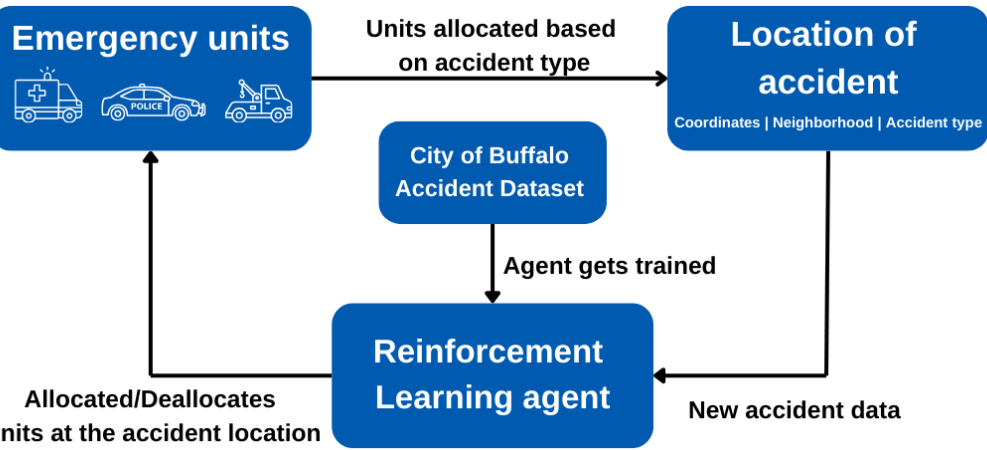 Emergency units
POLICE
Units allocated based
on accident type
Location of
accident
Coordinates | Neighborhood | Accident type
City of Buffalo
Accident Dataset
Agent gets trained
Reinforcement
Learning agent
Allocated/Deallocates
nits at the accident location
New accident data